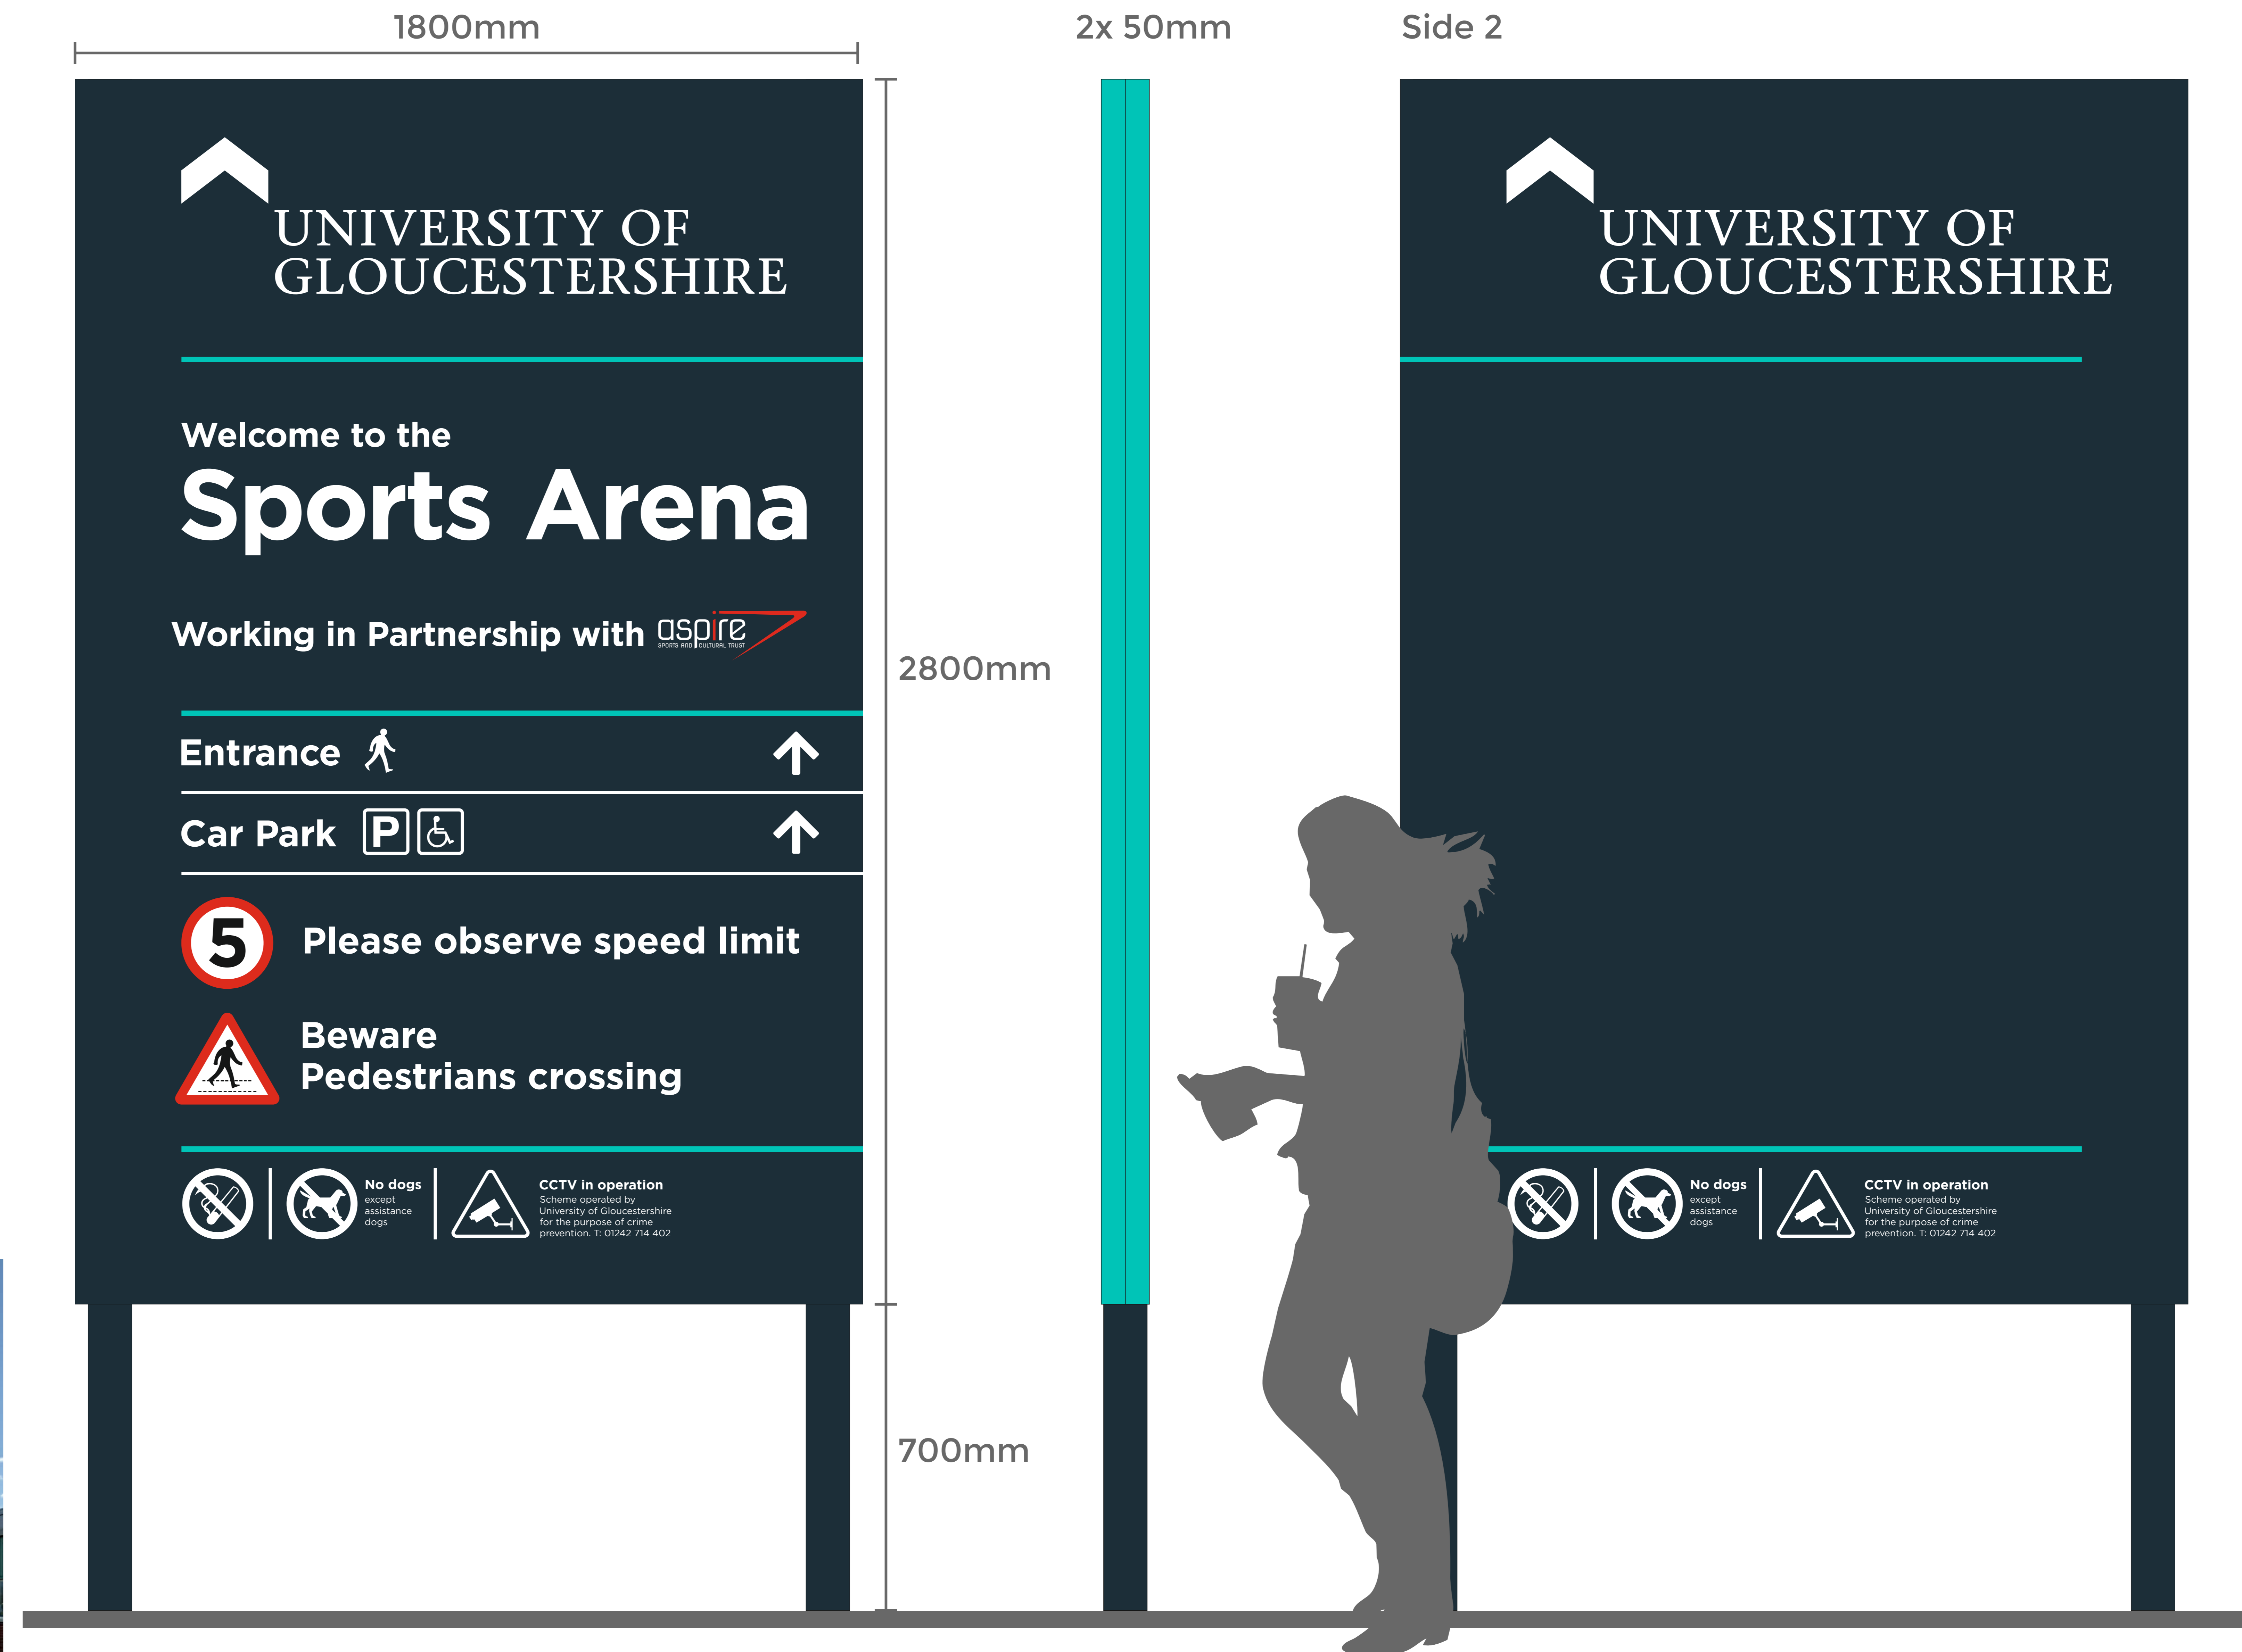 1800mm
2x 50mm
Side 2
UNIVERSITY OF
GLOUCESTERSHIRE
Welcome to the
Sports Arena
Working in Partnership with aspire
SPORTS AND CULTURAL TRUST
Entrance
Car Park P
5 Please observe speed limit
Beware
Pedestrians crossing
No dogs
except
assistance
dogs
CCTV in operation
Scheme operated by
University of Gloucestershire
for the purpose of crime
prevention. T: 01242 714 402
2800mm
700mm
UNIVERSITY OF
GLOUCESTERSHIRE
No dogs
except
assistance
dogs
CCTV in operation
Scheme operated by
University of Gloucestershire
for the purpose of crime
prevention. T: 01242 714 402